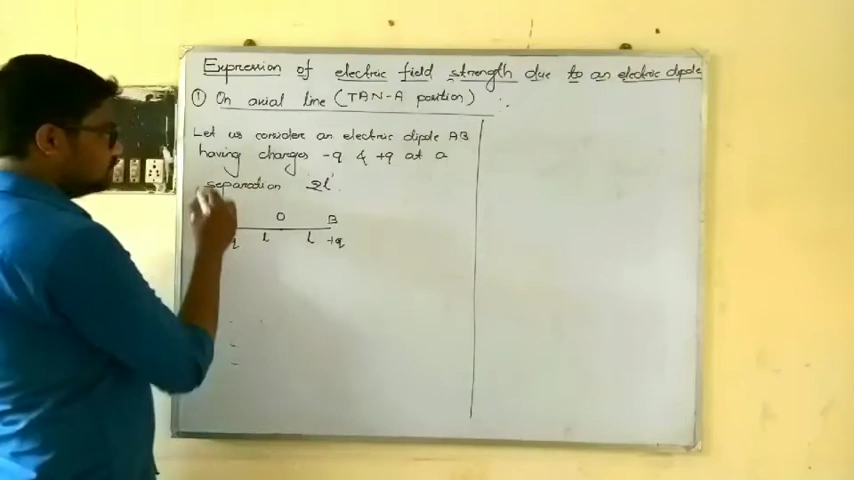 Expression of electric field strength due to an electric dipole
① On axial line (TAN-A position) :.
Let us consider an electric dipole AB
having charges -q & +q at a
separation '2l'.
O B
q l l +q